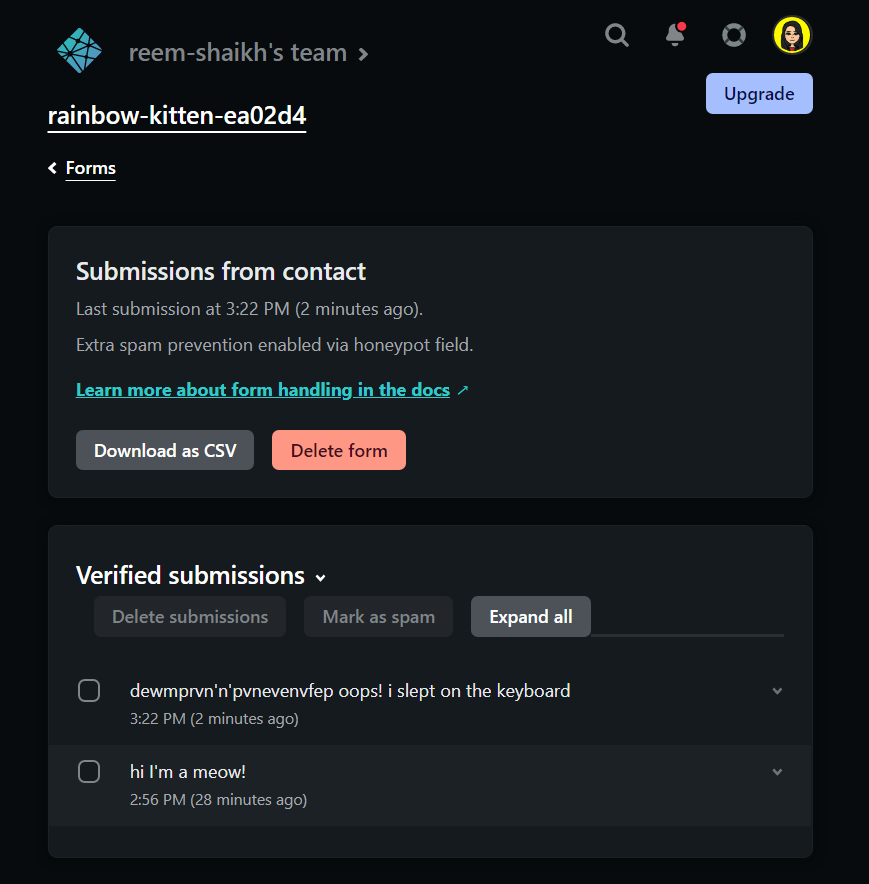 reem-shaikh's team
Upgrade
rainbow-kitten-ea02d4
Forms
Submissions from contact
Last submission at 3:22 PM (2 minutes ago).
Extra spam prevention enabled via honeypot field.
Learn more about form handling in the docs ↗
Download as CSV Delete form
Verified submissions
Delete submissions Mark as spam Expand all
dewmprvn'n'pvnevenvfep oops! i slept on the keyboard
3:22 PM (2 minutes ago)
hi I'm a meow!
2:56 PM (28 minutes ago)